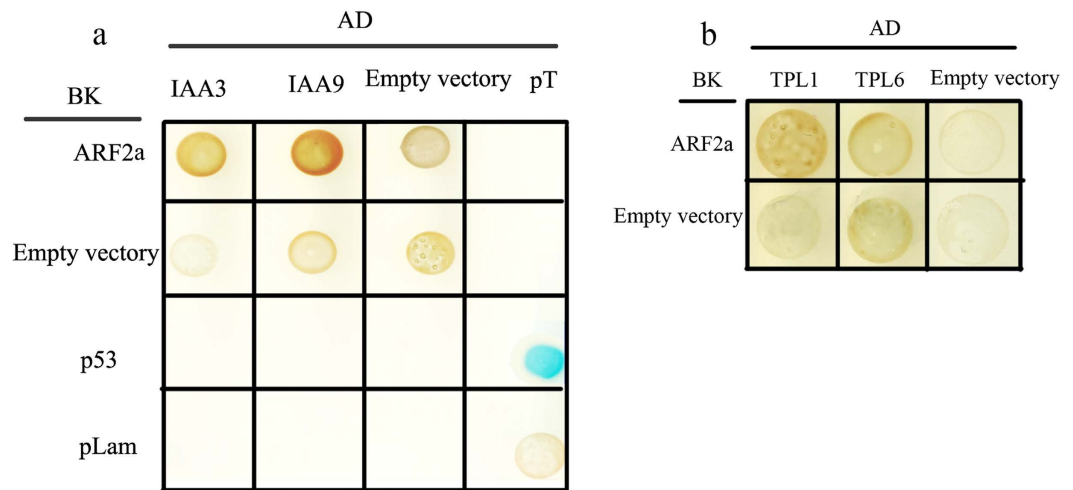 a
AD
BK
IAA3 IAA9 Empty vectory pT
ARF2a
Empty vectory
p53
pLam
b
AD
BK TPL1 TPL6 Empty vectory
ARF2a
Empty vectory